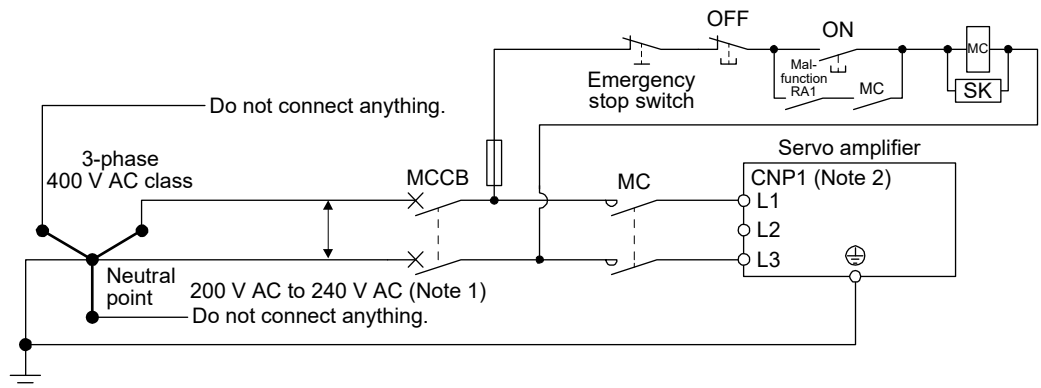 OFF
ON
MC
Emergency
stop switch
Mal-
function
RA1
MC
SK
Do not connect anything.
3-phase
400 V AC class
MCCB
MC
Servo amplifier
CNP1 (Note 2)
L1
L2
L3
Neutral
point
200 V AC to 240 V AC (Note 1)
Do not connect anything.